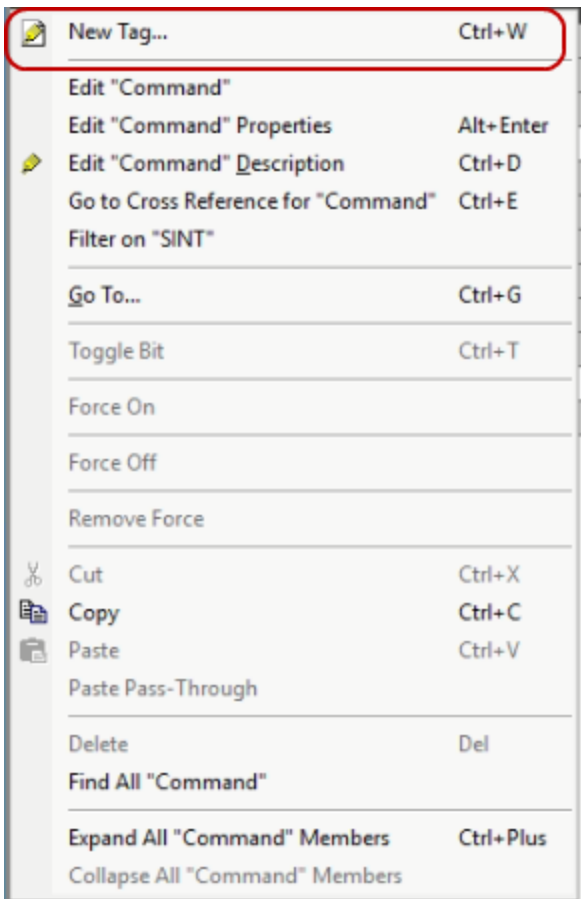 New Tag... Ctrl+W
Edit "Command"
Edit "Command" Properties Alt+Enter
Edit "Command" Description Ctrl+D
Go to Cross Reference for "Command" Ctrl+E
Filter on "SINT"
Go To... Ctrl+G
Toggle Bit Ctrl+T
Force On
Force Off
Remove Force
Cut Ctrl+X
Copy Ctrl+C
Paste Ctrl+V
Paste Pass-Through
Delete Del
Find All "Command"
Expand All "Command" Members Ctrl+Plus
Collapse All "Command" Members